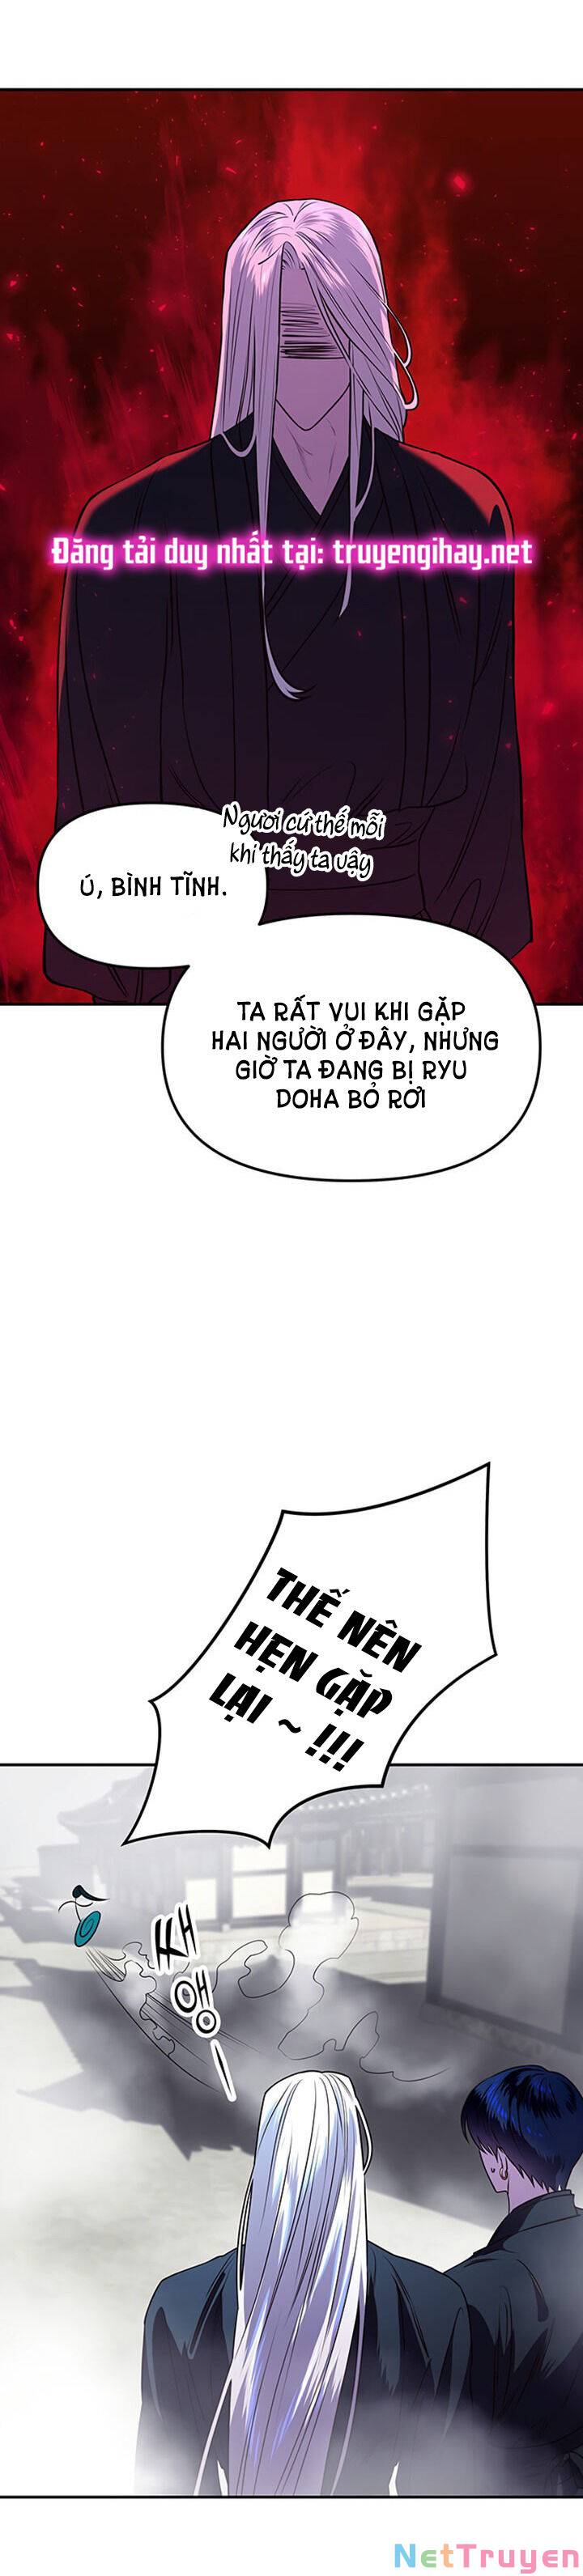 Đăng tải duy nhất tại: truyengihay.net
Ngươi cứ thế mỗi
khi thấy ta vậy
Ú, BÌNH TĨNH.
TA RẤT VUI KHI GẶP
HAI NGƯỜI Ở ĐÂY, NHƯNG
GIỜ TA ĐANG BỊ RYU
DOHA BỎ RƠI
THẾ NÊN
HẸN GẶP
LẠI ~ !!!
쌔
앵-
NetTruyen